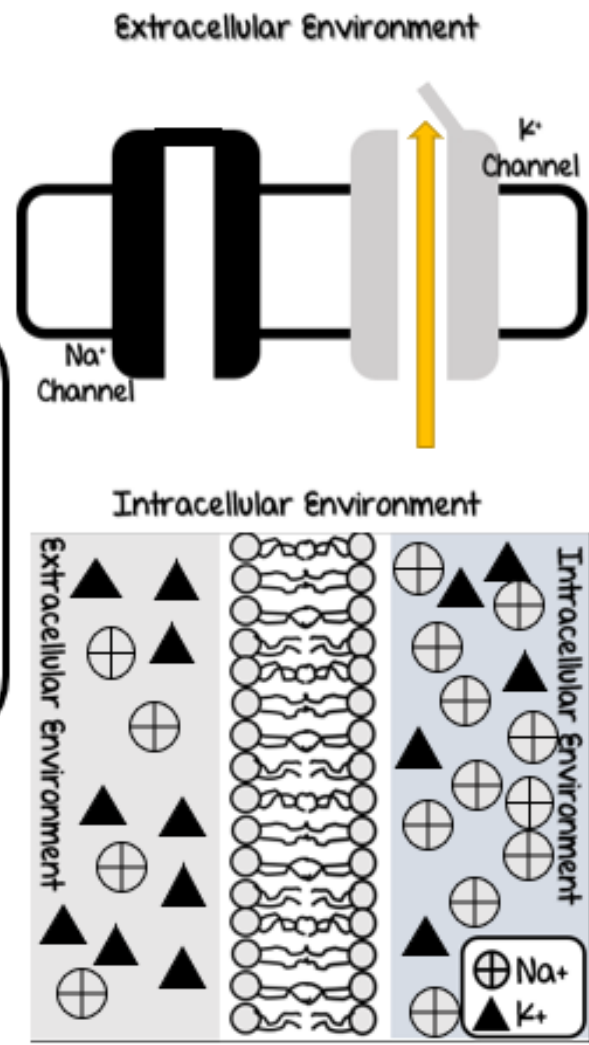 Extracellular Environment
K+
Channel
Na+
Channel
Intracellular Environment
Extracellular Environment
Intracellular Environment
Na+
K+